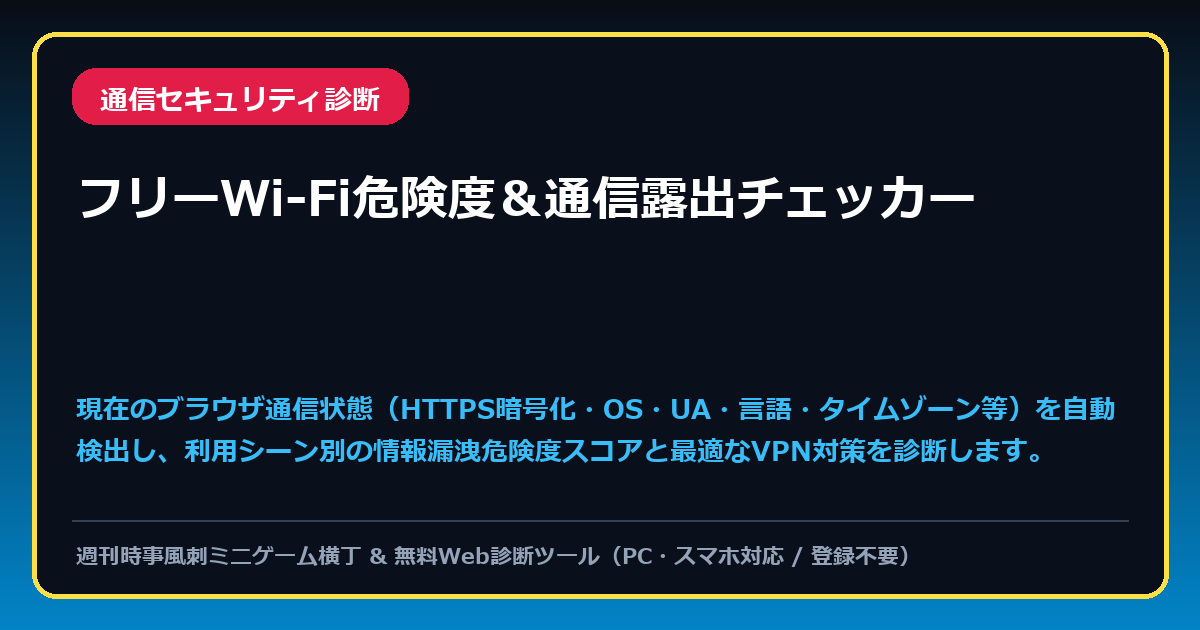 通信セキュリティ診断
フリーWi-Fi危険度＆通信露出チェッカー
現在のブラウザ通信状態（HTTPS暗号化・OS・UA・言語・タイムゾーン等）を自動
検出し、利用シーン別の情報漏洩危険度スコアと最適なVPN対策を診断します。
週刊時事風刺ミニゲーム横丁 & 無料Web診断ツール（PC・スマホ対応 / 登録不要）